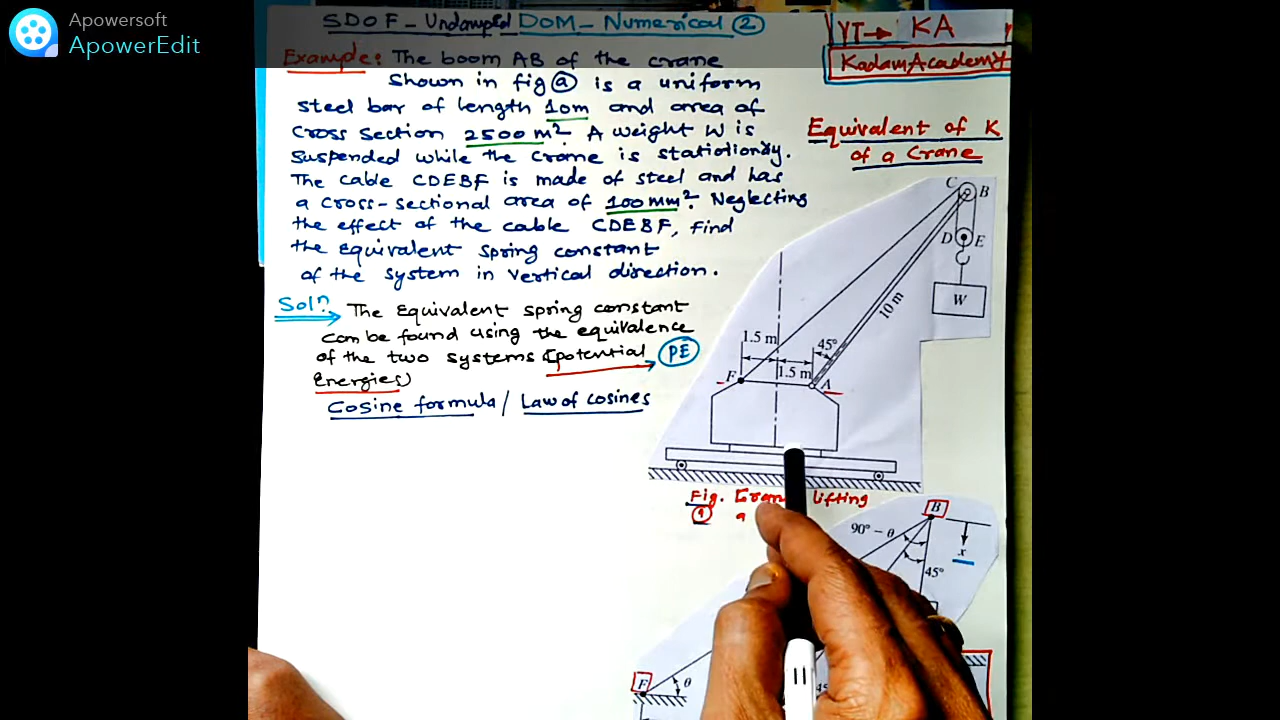 Apowersoft
ApowerEdit
SDOF - Undamped DOM - Numerical ②
YT→ KA
KadamAcademy
Example: The boom AB of the crane
shown in fig ⓐ is a uniform
steel bar of length 10m and area of
cross section 2500 m². A weight W is
suspended while the crane is stationary.
The cable CDEBF is made of steel and has
a cross-sectional area of 100 mm². Neglecting
the effect of the cable CDEBF, Find
the equivalent spring constant
of the system in vertical direction.
Equivalent of K
of a Crane
Solⁿ The equivalent spring constant
can be found using the equivalence
of the two systems (potential PE
Energies)
Cosine formula / Law of cosines
C B
D E
W
10 m
1.5 m 45°
1.5 m
F A
Fig. lifting
a
B
90° − θ
x
45°
F θ